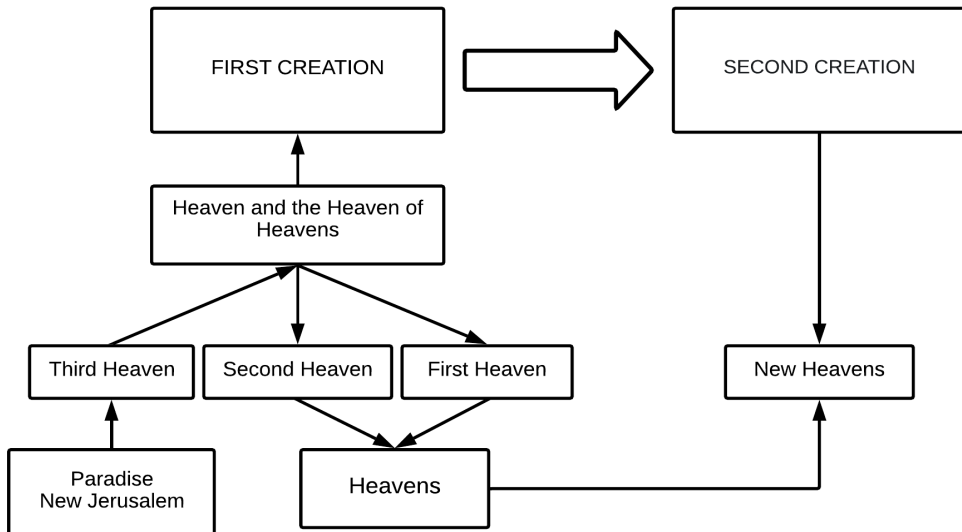 FIRST CREATION
SECOND CREATION
Heaven and the Heaven of
Heavens
Third Heaven
Second Heaven
First Heaven
New Heavens
Paradise
New Jerusalem
Heavens